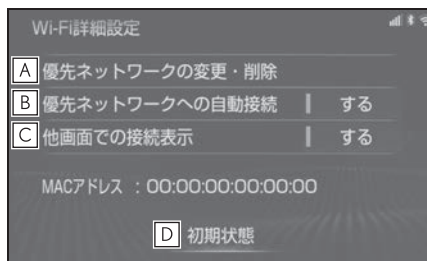 Wi-Fi詳細設定
A 優先ネットワークの変更・削除
B 優先ネットワークへの自動接続 する
C 他画面での接続表示 する
MACアドレス : 00:00:00:00:00:00
D 初期状態